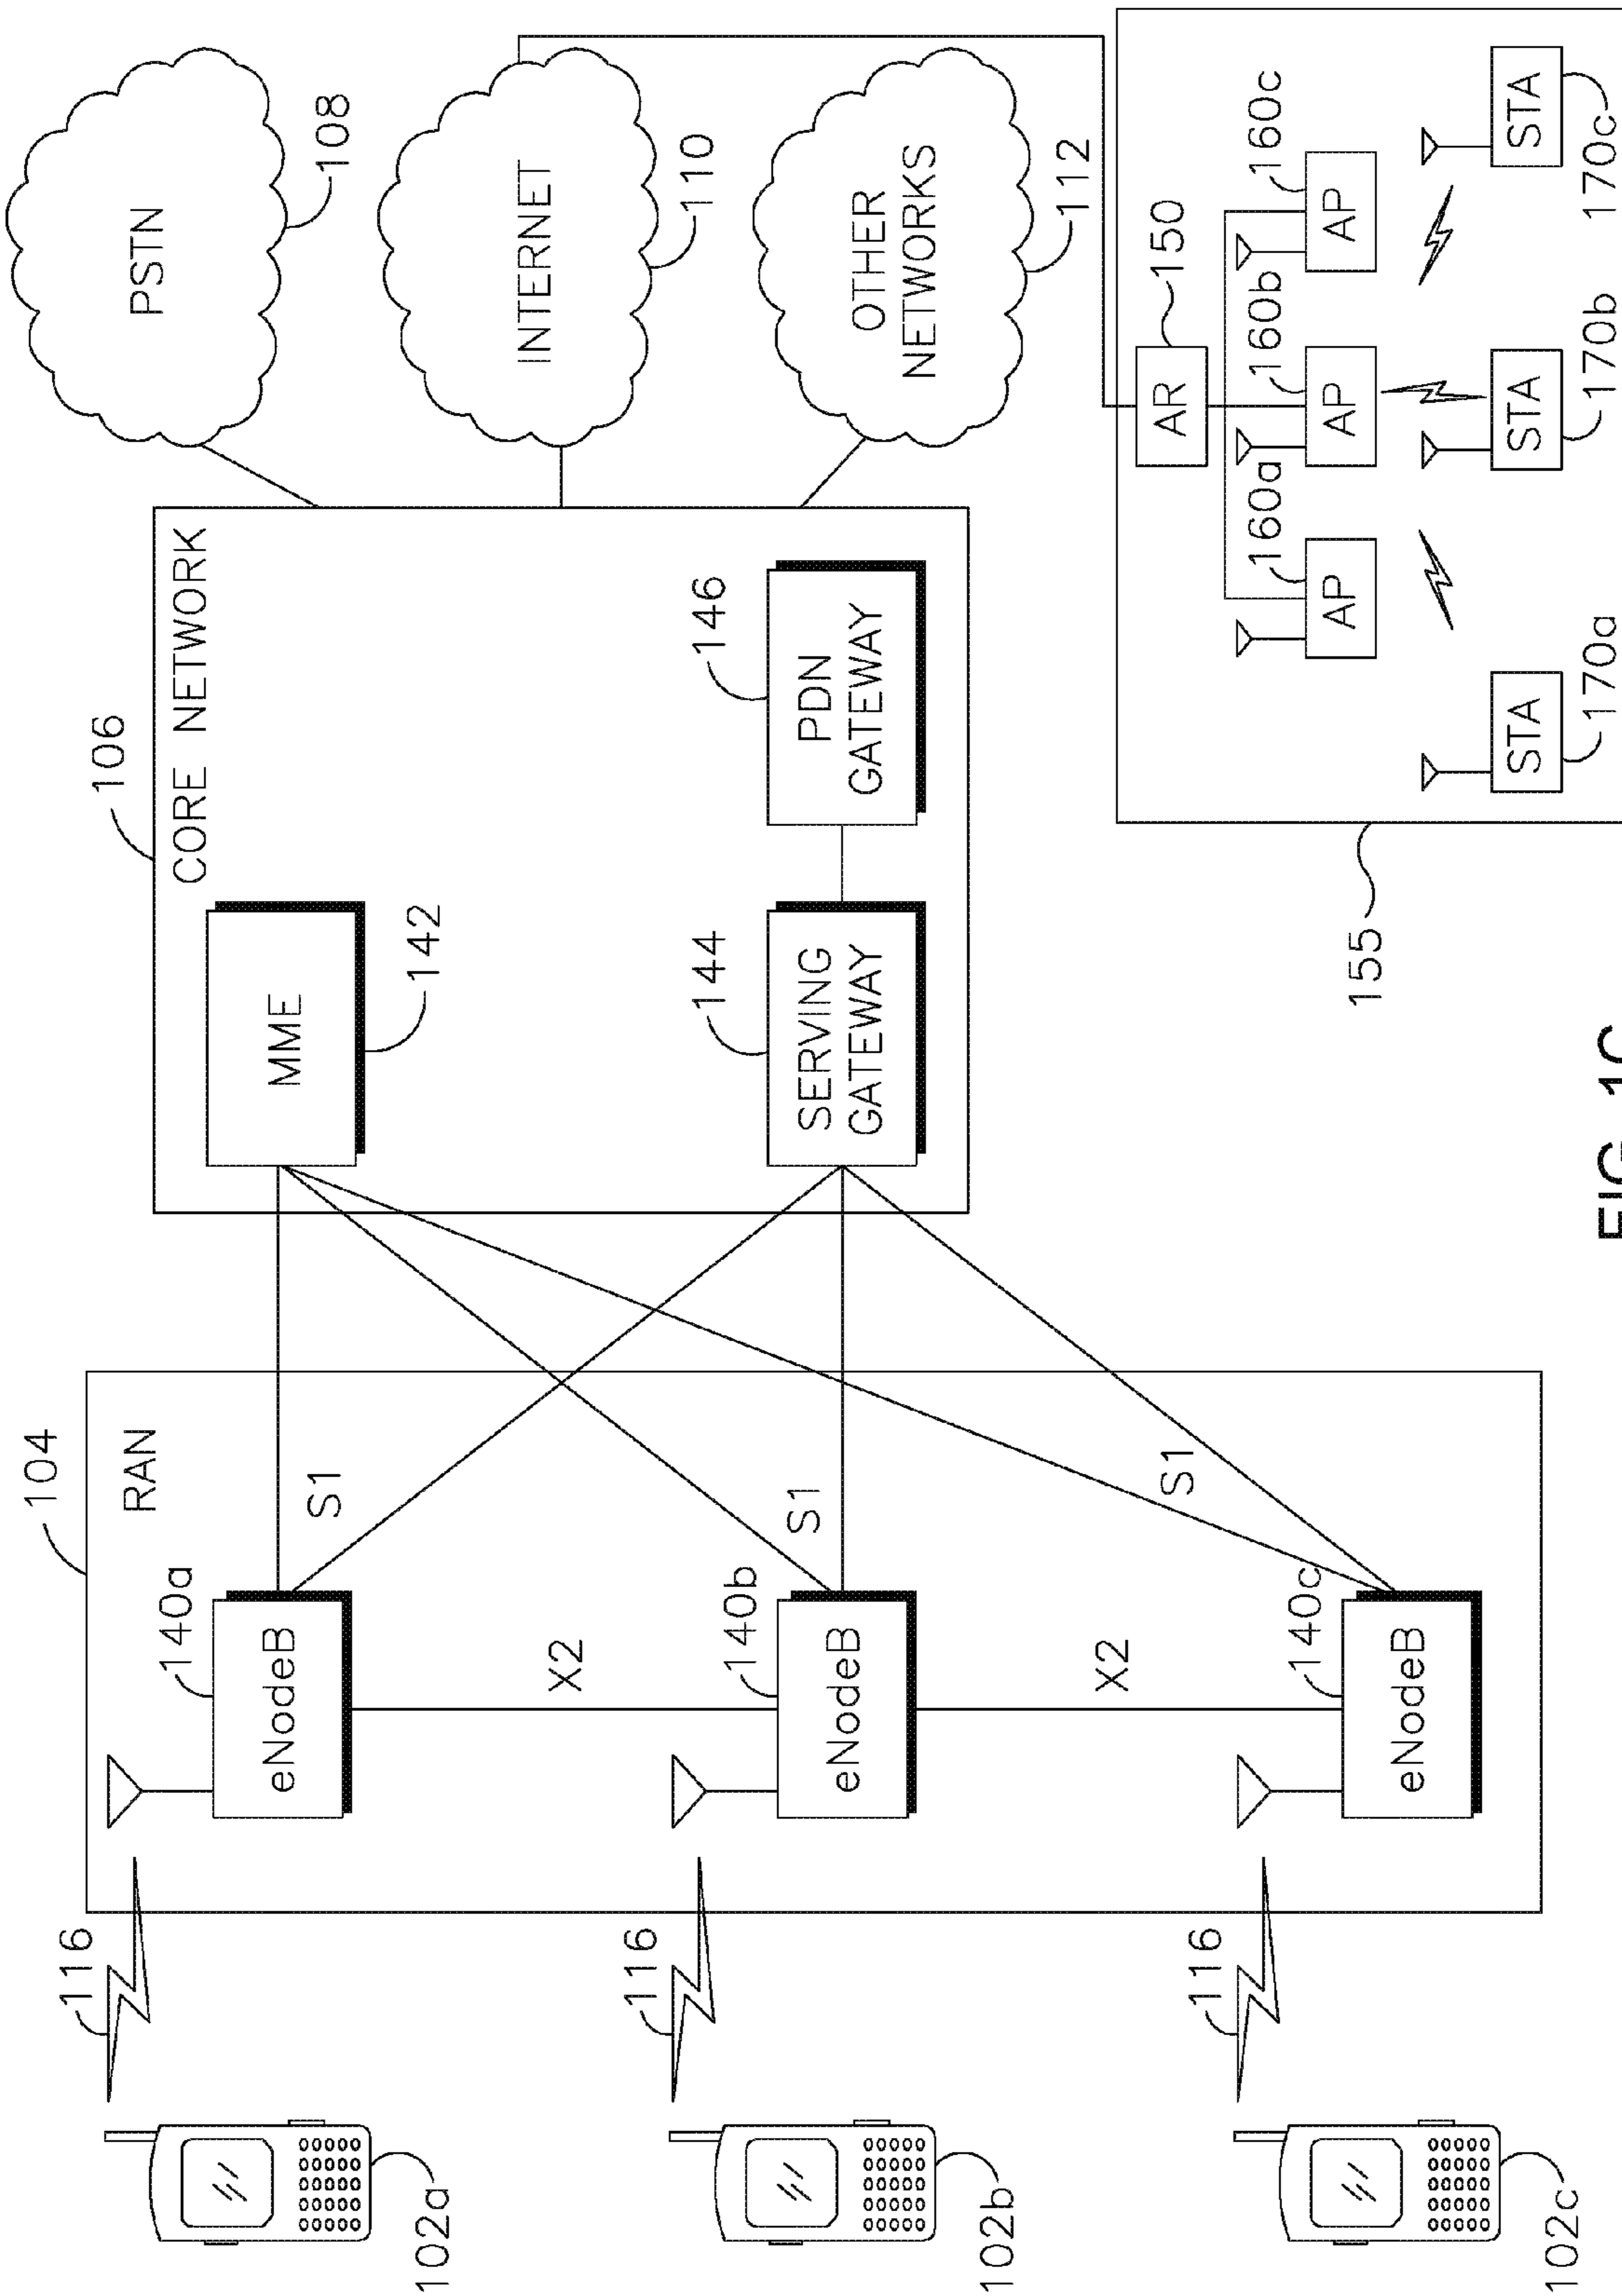 102a
116
104
RAN
140a
eNodeB
S1
X2
102b
116
140b
eNodeB
S1
X2
102c
116
140c
eNodeB
S1
106
CORE NETWORK
MME
142
144
SERVING
GATEWAY
146
PDN
GATEWAY
PSTN
108
INTERNET
110
OTHER
NETWORKS
112
155
AR
150
160a
AP
160b
AP
160c
AP
STA
170a
STA
170b
STA
170c
FIG. 1C